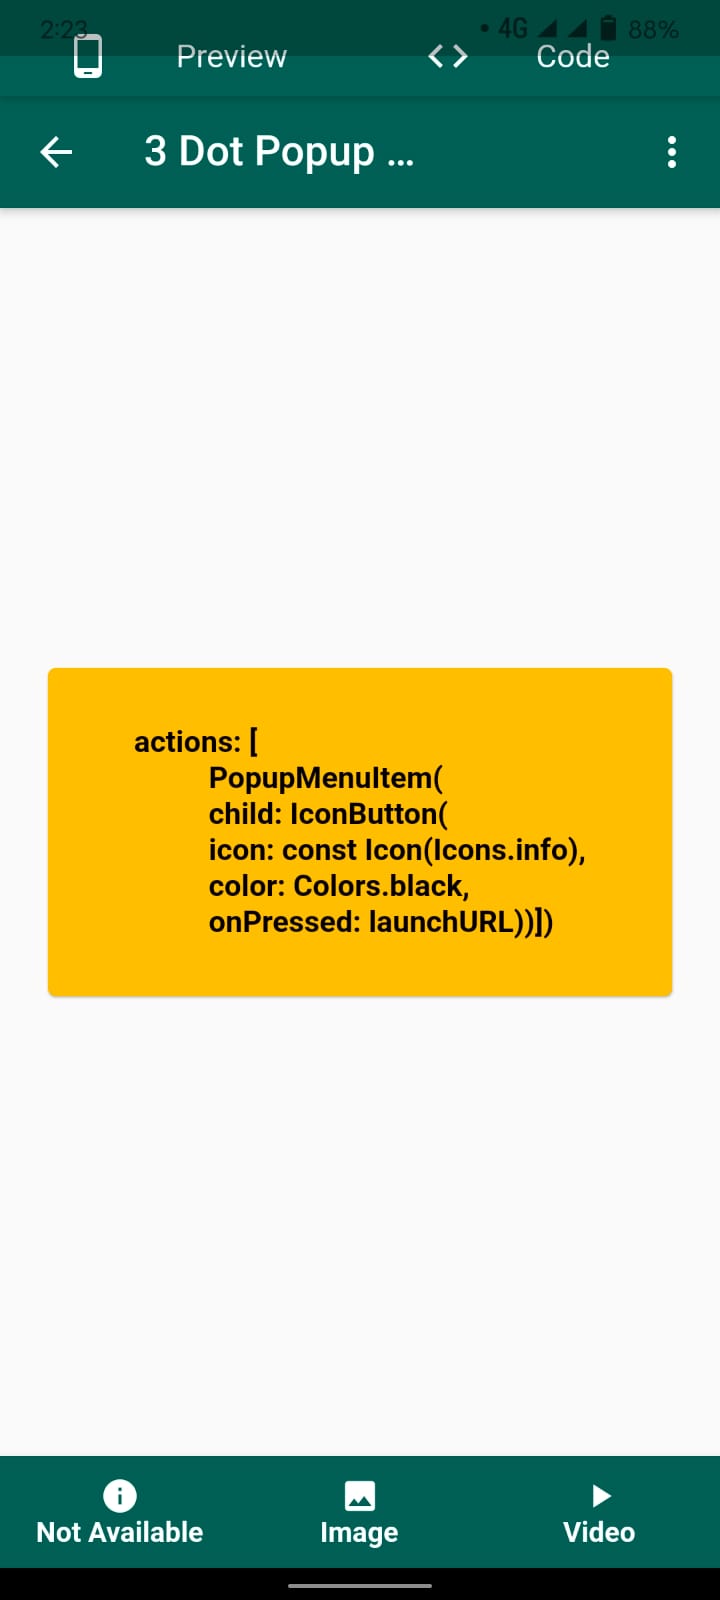 2:23 4G 88%
Preview <> Code
3 Dot Popup ...
actions: [
PopupMenuItem(
child: IconButton(
icon: const Icon(Icons.info),
color: Colors.black,
onPressed: launchURL))])
Not Available Image Video